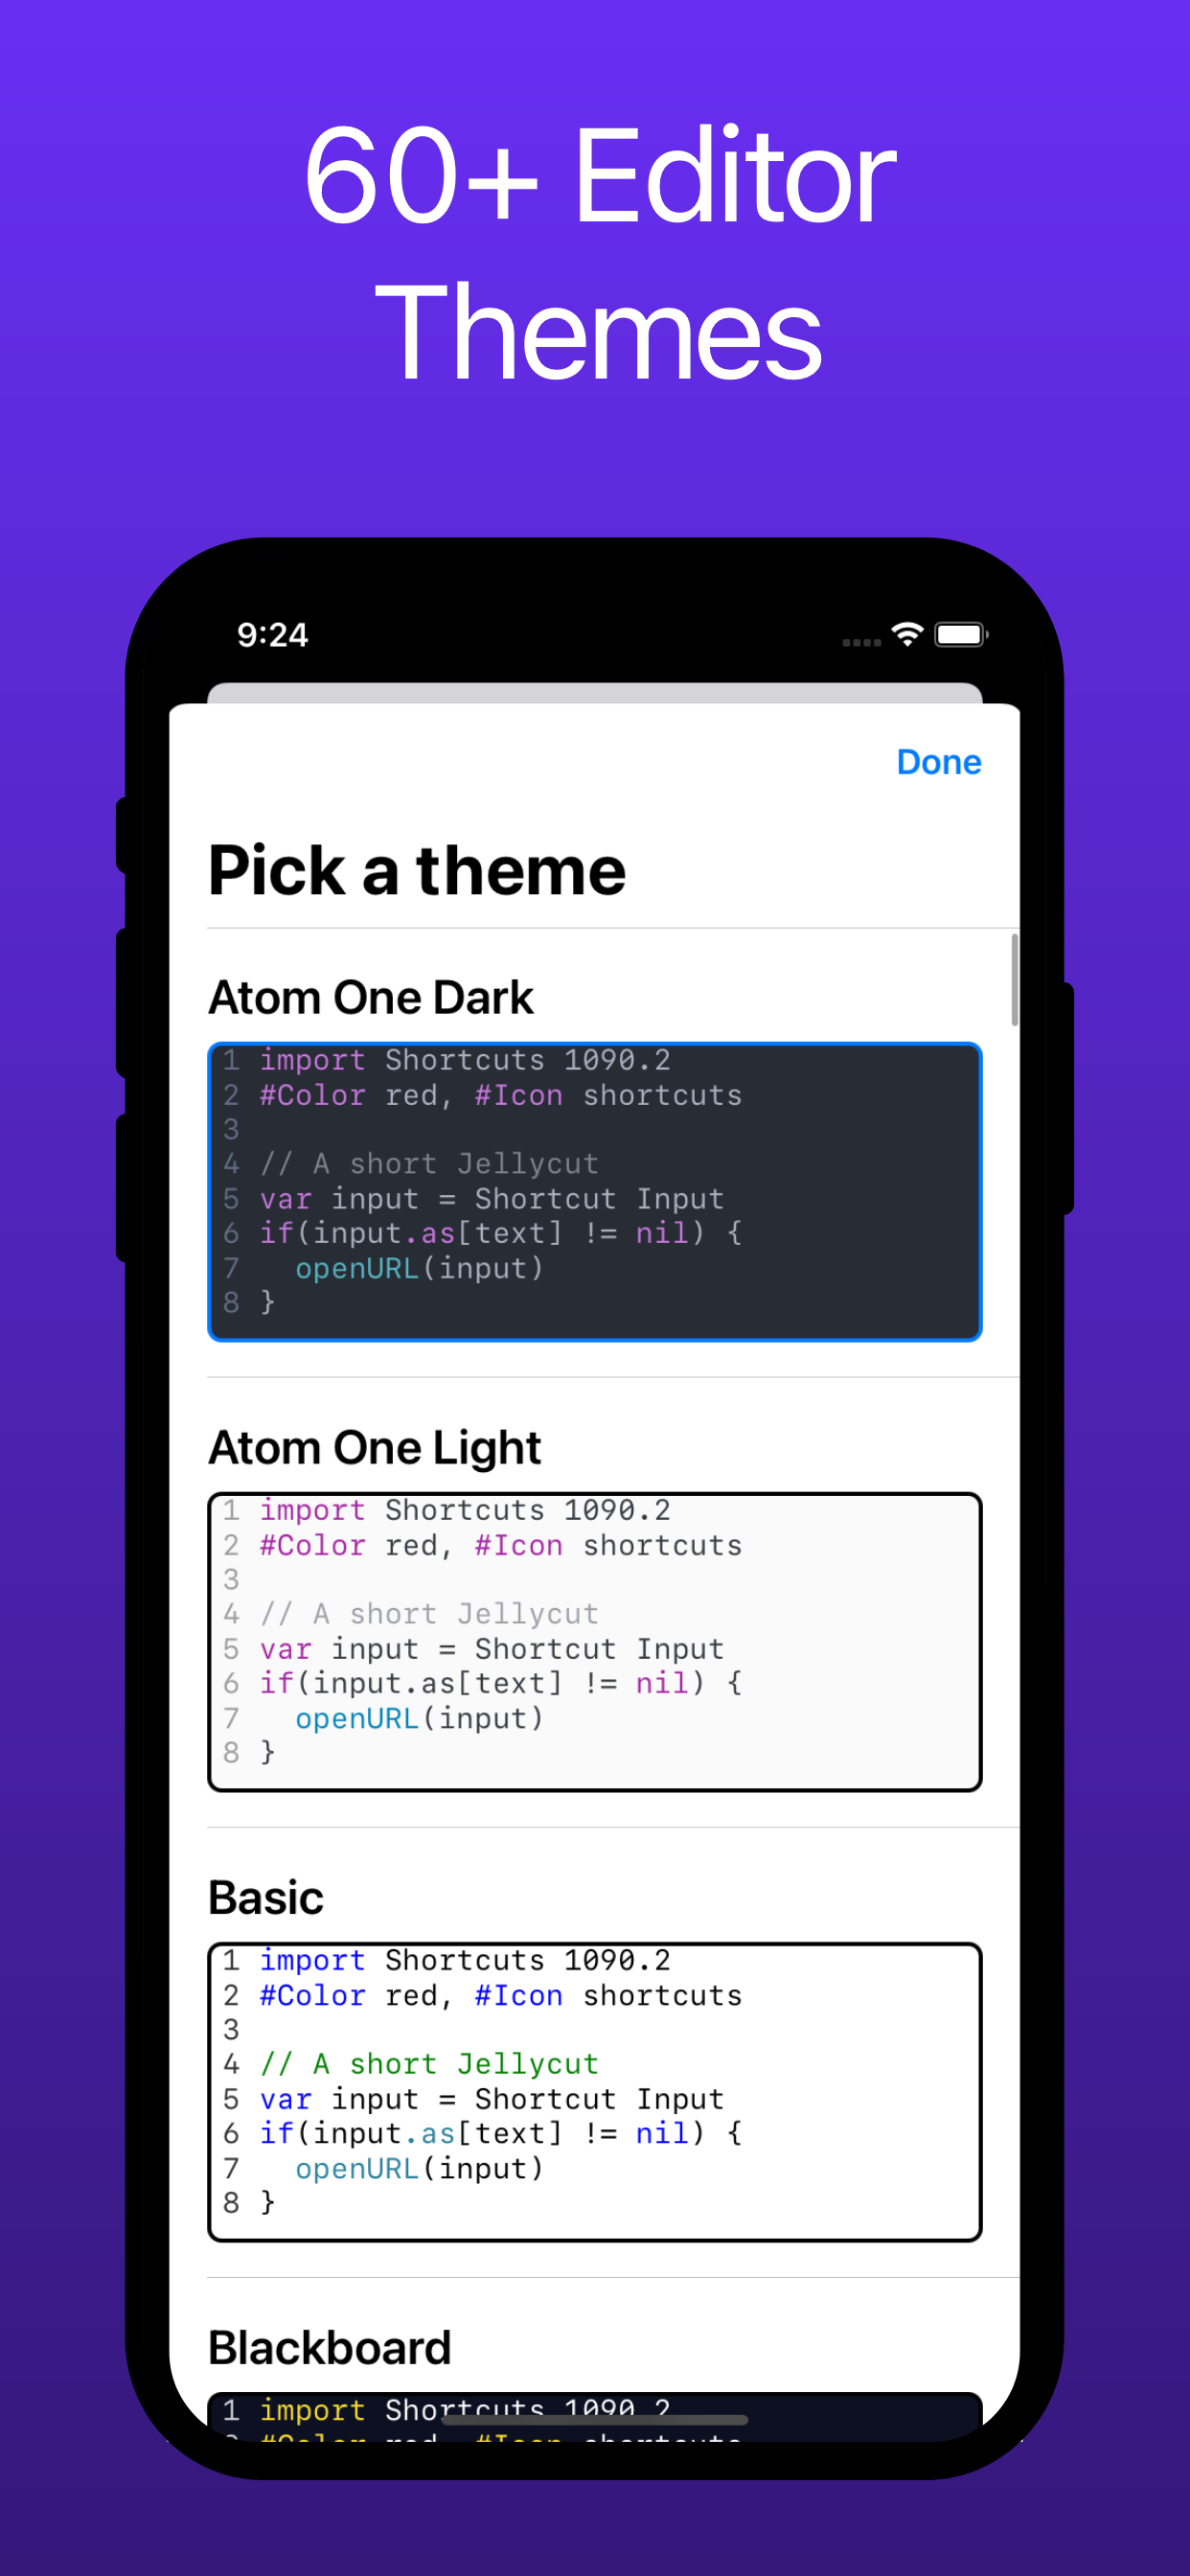 60+ Editor
Themes
9:24
Done
Pick a theme
Atom One Dark
1 import Shortcuts 1090.2
2 #Color red, #Icon shortcuts
3
4 // A short Jellycut
5 var input = Shortcut Input
6 if(input.as[text] != nil) {
7   openURL(input)
8 }
Atom One Light
1 import Shortcuts 1090.2
2 #Color red, #Icon shortcuts
3
4 // A short Jellycut
5 var input = Shortcut Input
6 if(input.as[text] != nil) {
7   openURL(input)
8 }
Basic
1 import Shortcuts 1090.2
2 #Color red, #Icon shortcuts
3
4 // A short Jellycut
5 var input = Shortcut Input
6 if(input.as[text] != nil) {
7   openURL(input)
8 }
Blackboard
1 import Shortcuts 1090.2
2 #Color red, #Icon shortcuts